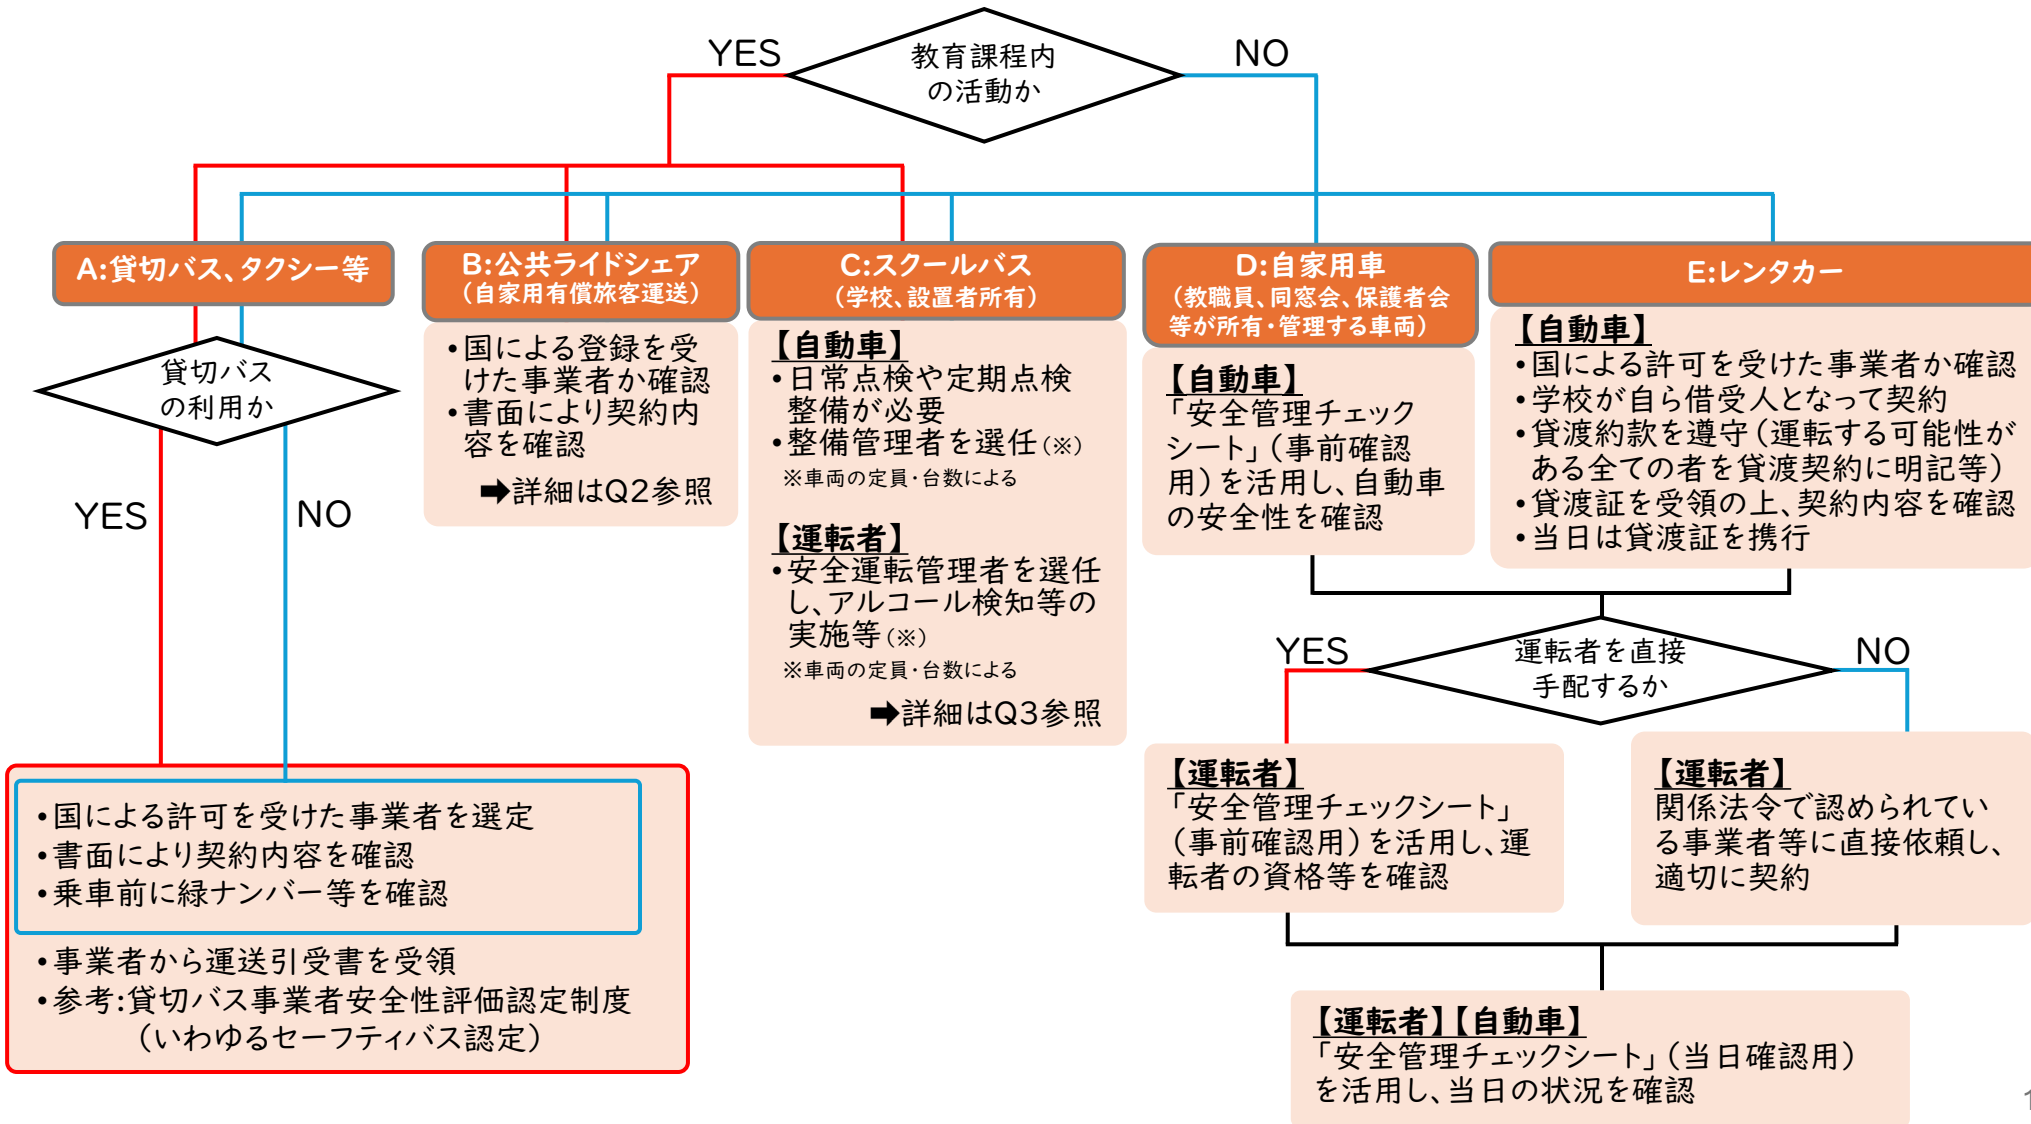 教育課程内
の活動か
YES
NO
A:貸切バス、タクシー等
貸切バス
の利用か
YES
NO
・国による許可を受けた事業者を選定
・書面により契約内容を確認
・乗車前に緑ナンバー等を確認
・事業者から運送引受書を受領
・参考:貸切バス事業者安全性評価認定制度
（いわゆるセーフティバス認定）
B:公共ライドシェア
（自家用有償旅客運送）
・国による登録を受
けた事業者か確認
・書面により契約内
容を確認
➡詳細はQ2参照
C:スクールバス
（学校、設置者所有）
【自動車】
・日常点検や定期点検
整備が必要
・整備管理者を選任（※）
※車両の定員・台数による
【運転者】
・安全運転管理者を選任
し、アルコール検知等の
実施等（※）
※車両の定員・台数による
➡詳細はQ3参照
D:自家用車
（教職員、同窓会、保護者会
等が所有・管理する車両）
【自動車】
「安全管理チェック
シート」（事前確認
用）を活用し、自動車
の安全性を確認
E:レンタカー
【自動車】
・国による許可を受けた事業者か確認
・学校が自ら借受人となって契約
・貸渡約款を遵守（運転する可能性が
ある全ての者を貸渡契約に明記等）
・貸渡証を受領の上、契約内容を確認
・当日は貸渡証を携行
運転者を直接
手配するか
YES
NO
【運転者】
「安全管理チェックシート」
（事前確認用）を活用し、運
転者の資格等を確認
【運転者】
関係法令で認められてい
る事業者等に直接依頼し、
適切に契約
【運転者】【自動車】
「安全管理チェックシート」（当日確認用）
を活用し、当日の状況を確認